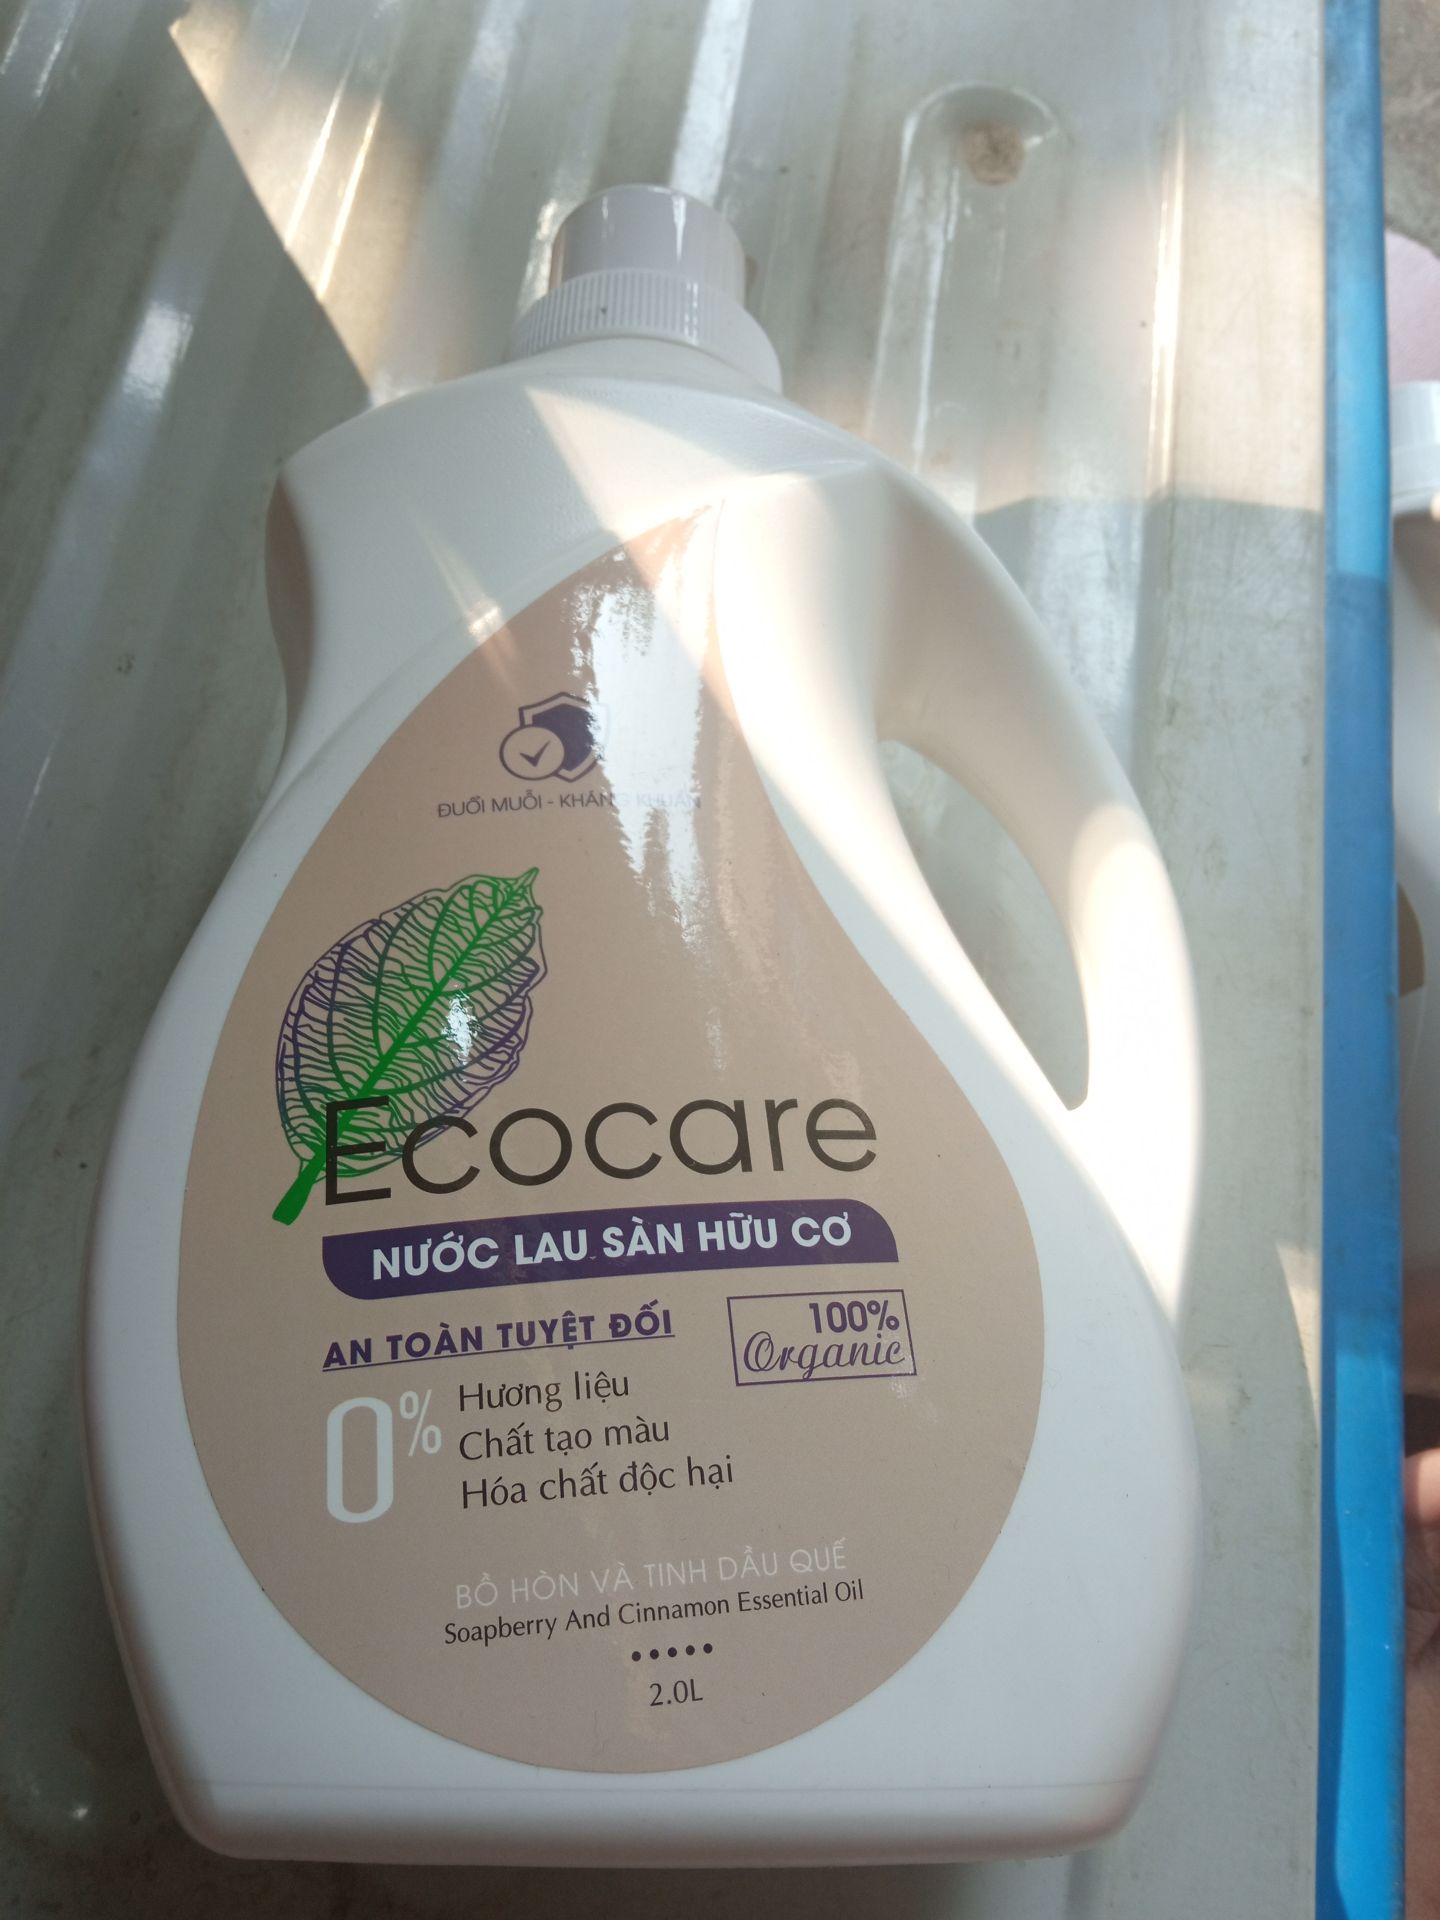 ĐUỔI MUỖI - KHÁNG KHUẨN
Ecocare
NƯỚC LAU SÀN HỮU CƠ
AN TOÀN TUYỆT ĐỐI
100%
Organic
0%
Hương liệu
Chất tạo màu
Hóa chất độc hại
BỒ HÒN VÀ TINH DẦU QUẾ
Soapberry And Cinnamon Essential Oil
2.0L